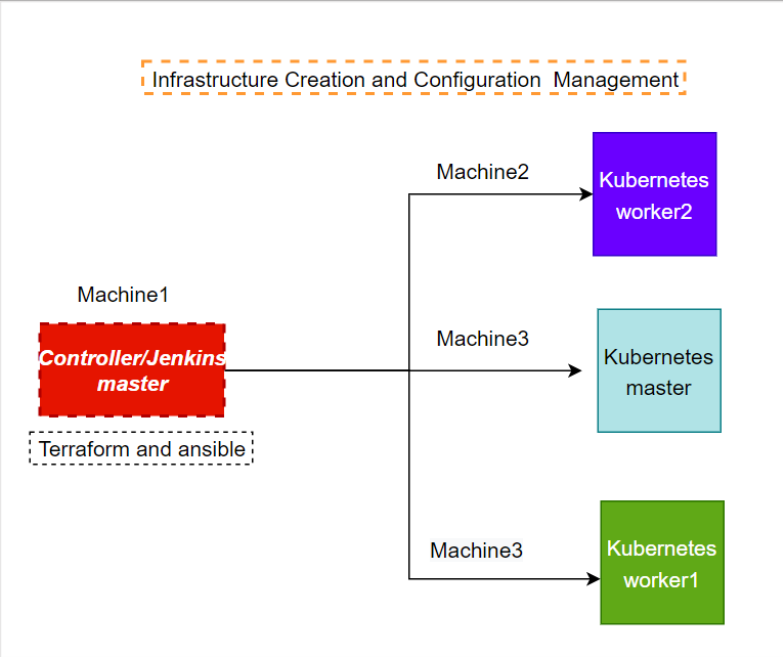 Infrastructure Creation and Configuration  Management
Machine2
Kubernetes
worker2
Machine1
Controller/Jenkins
master
Terraform and ansible
Machine3
Kubernetes
master
Machine3
Kubernetes
worker1